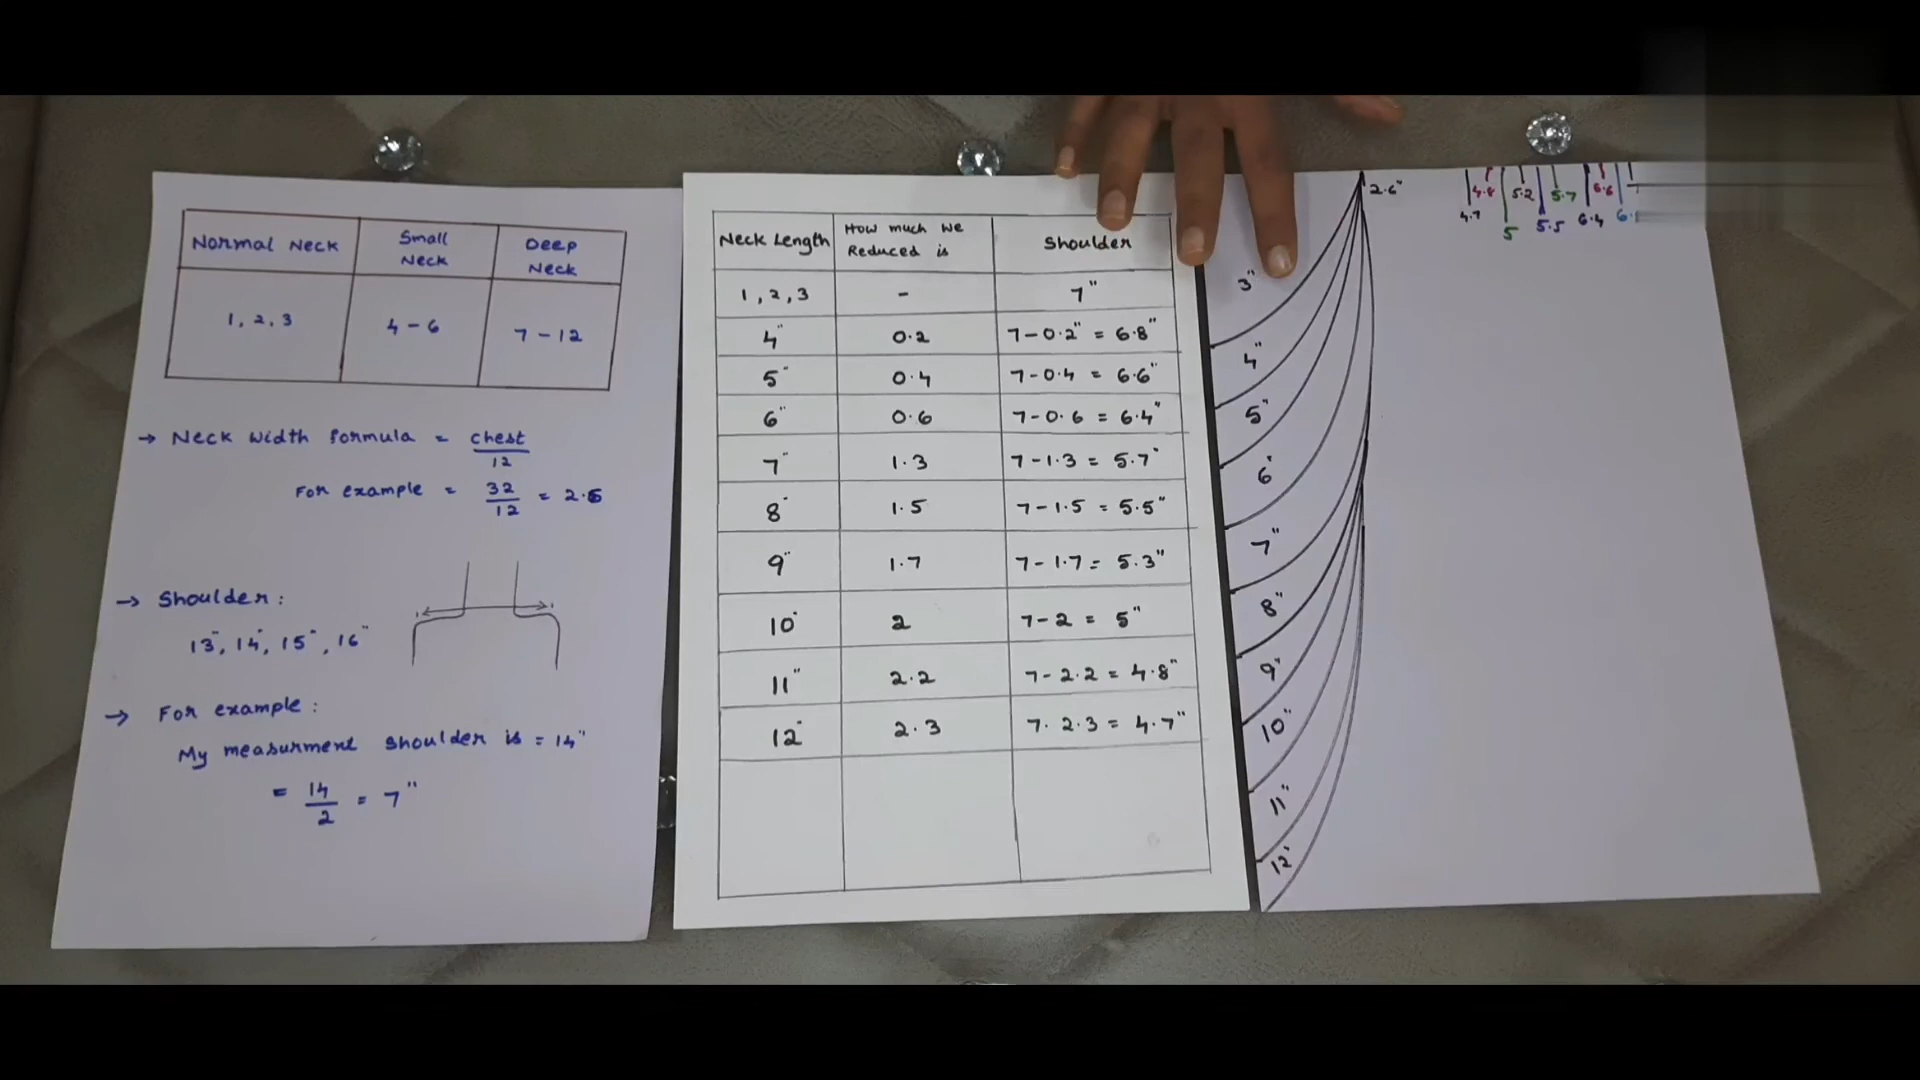 Normal Neck
Small Neck
Deep Neck
1, 2, 3
4 - 6
7 - 12
→ Neck width formula = chest / 12
For example = 32 / 12 = 2.6
→ Shoulder :
13", 14", 15", 16"
→ For example :
My measurment shoulder is = 14"
= 14 / 2 = 7"
Neck Length | How much we Reduced is | Shoulder
1, 2, 3 | - | 7"
4" | 0.2 | 7-0.2" = 6.8"
5" | 0.4 | 7-0.4 = 6.6"
6" | 0.6 | 7-0.6 = 6.4"
7" | 1.3 | 7-1.3 = 5.7"
8" | 1.5 | 7-1.5 = 5.5"
9" | 1.7 | 7-1.7 = 5.3"
10" | 2 | 7-2 = 5"
11" | 2.2 | 7-2.2 = 4.8"
12" | 2.3 | 7. 2.3 = 4.7"
2.6"
4.8 5.2 5.7 6.6
4.7 5 5.5 6.4
3"
4"
5"
6"
7"
8"
9"
10"
11"
12"